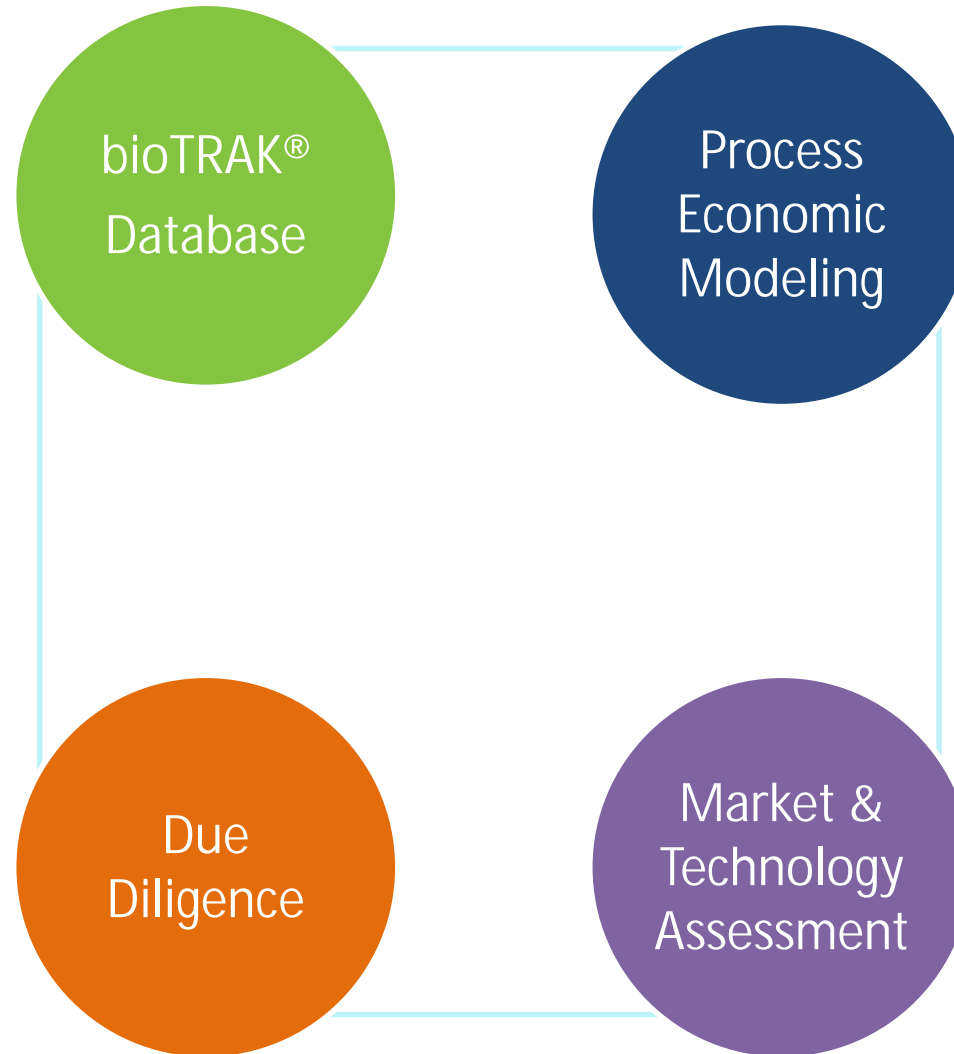 bioTRAK®
Database
Process
Economic
Modeling
Due
Diligence
Market &
Technology
Assessment